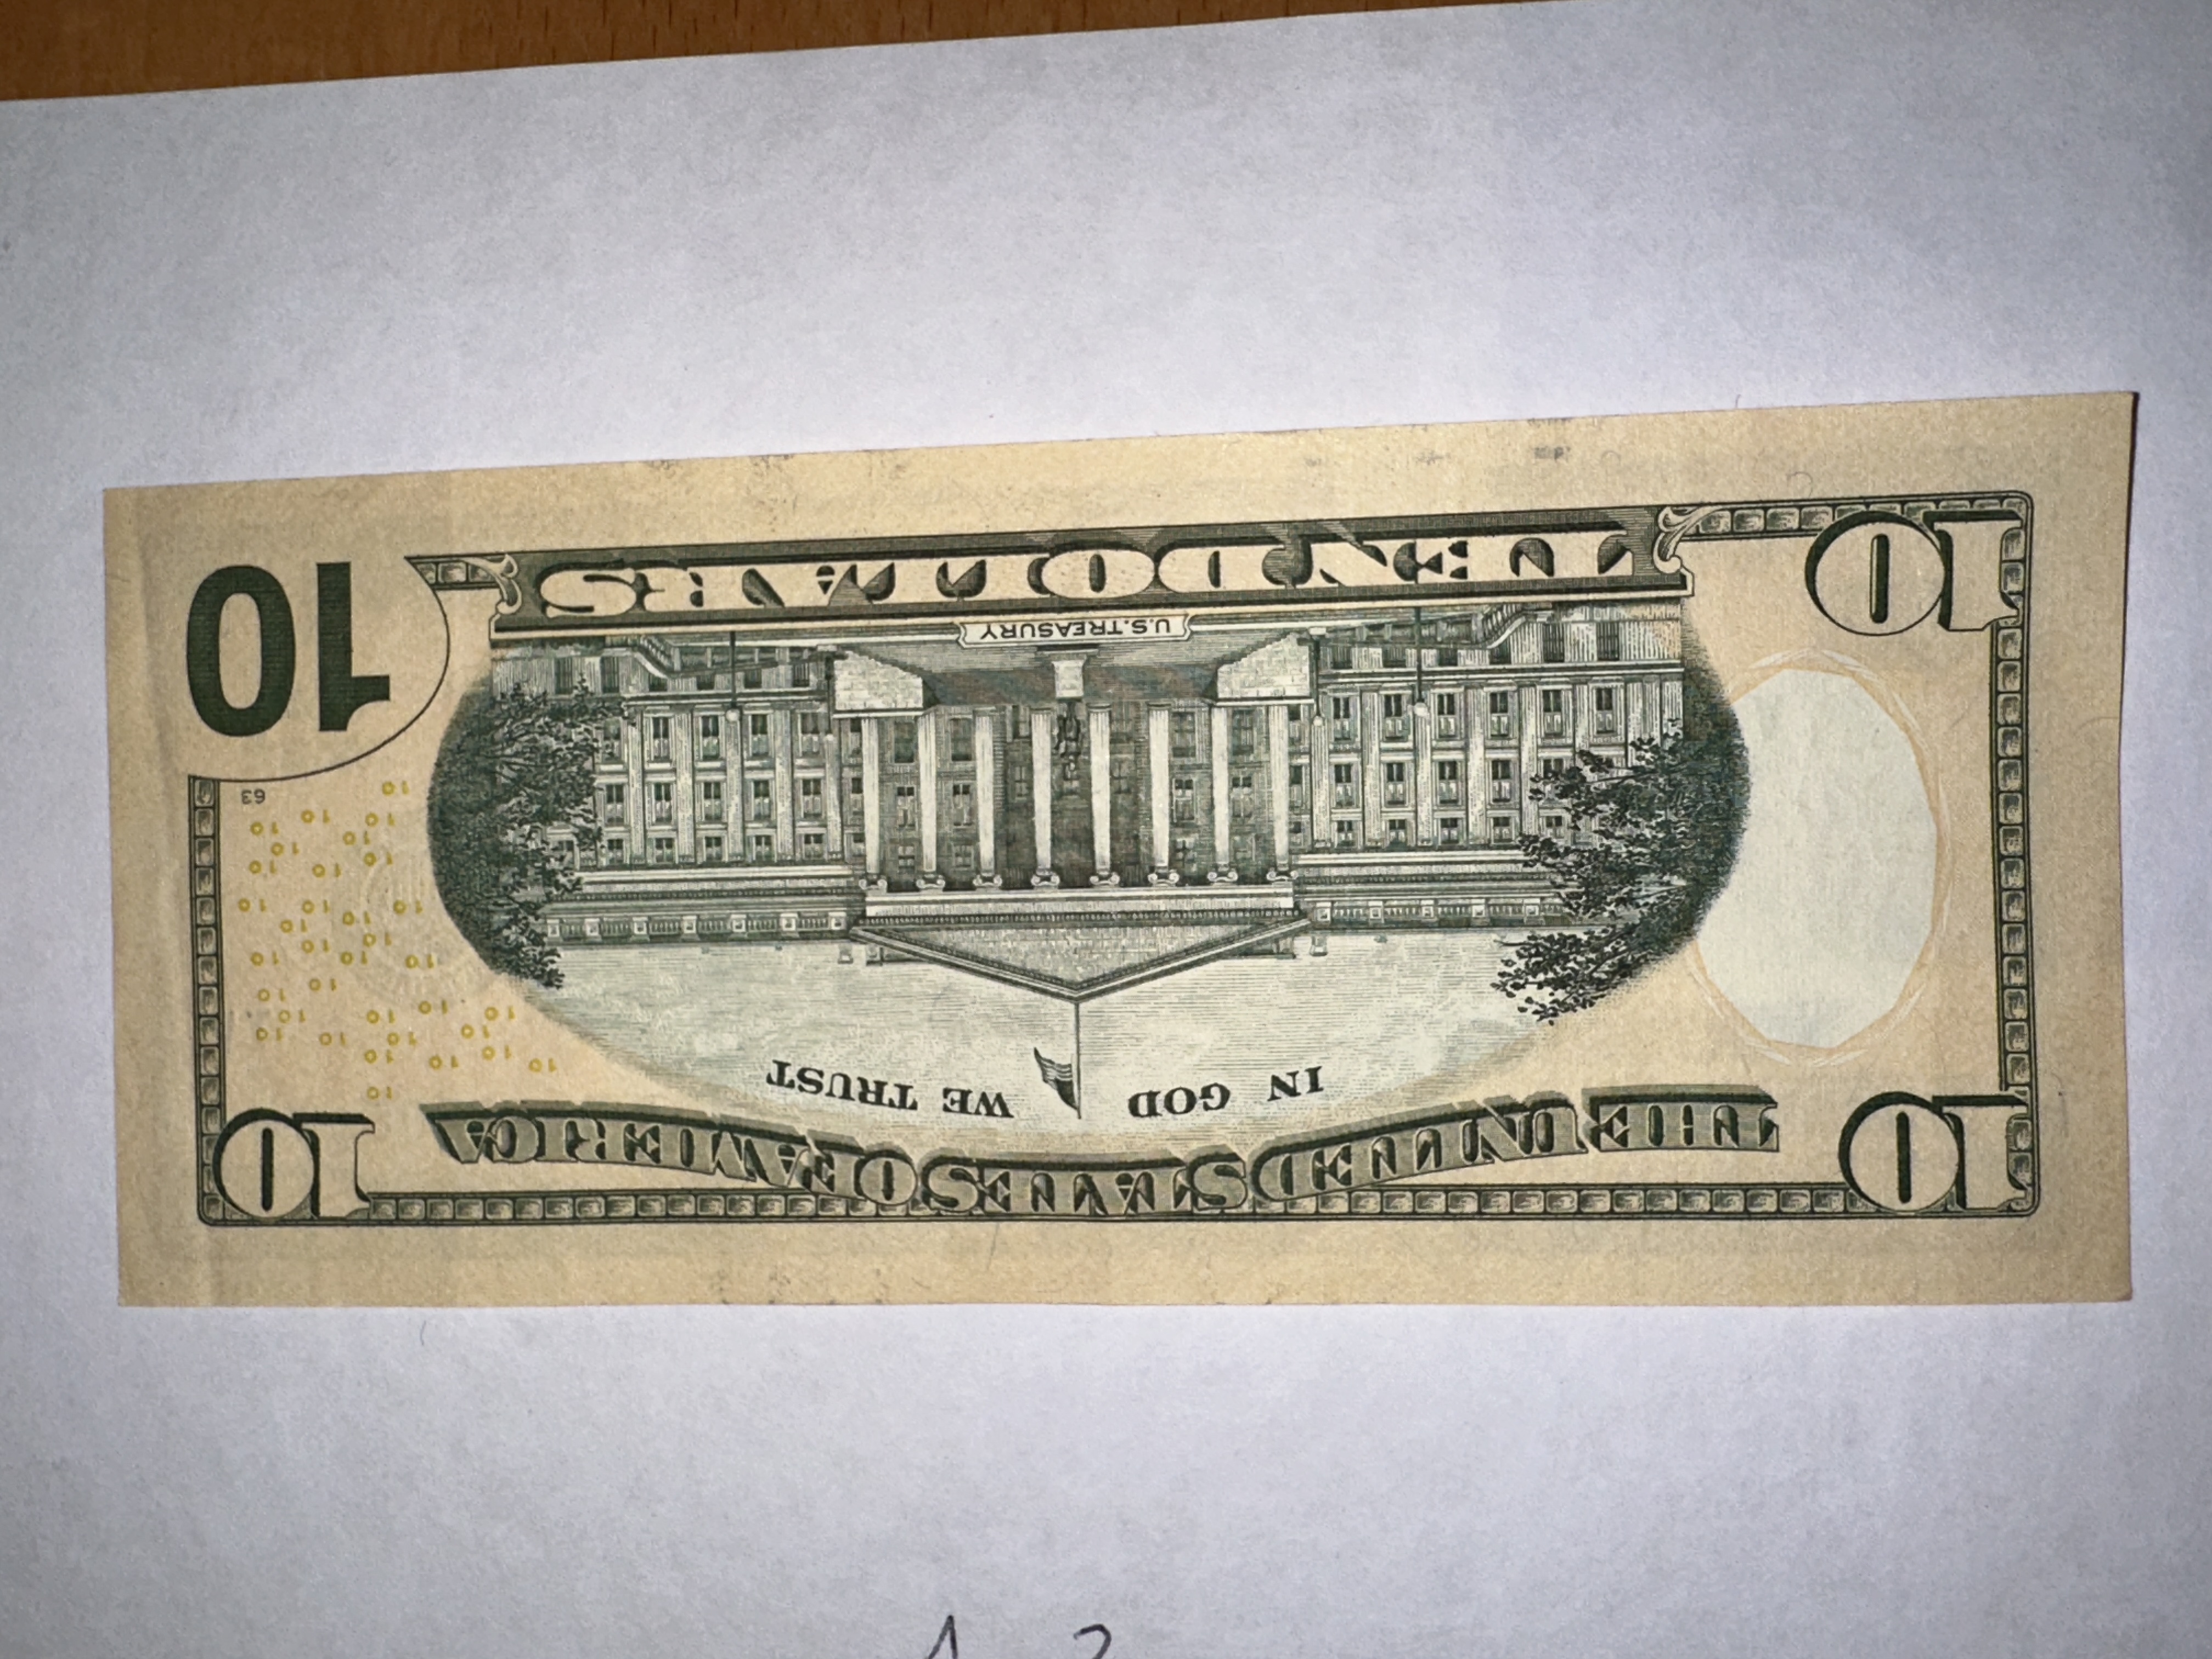 10 THE UNITED STATES OF AMERICA 10
IN GOD WE TRUST
63
U.S. TREASURY
10 TEN DOLLARS 10